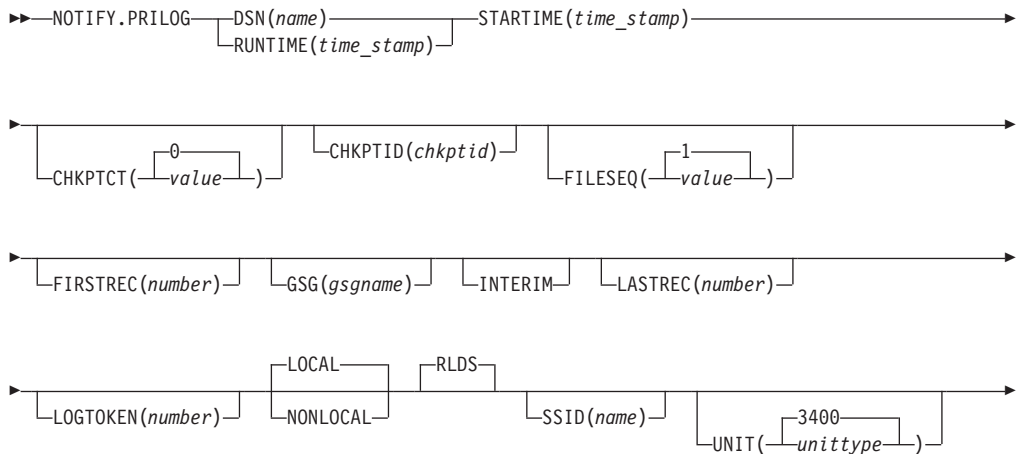 NOTIFY.PRILOG DSN(name) STARTIME(time_stamp)
RUNTIME(time_stamp)
0
CHKPTCT( value ) CHKPTID(chkptid) 1
FILESEQ( value )
FIRSTREC(number) GSG(gsgname) INTERIM LASTREC(number)
LOCAL RLDS
LOGTOKEN(number) NONLOCAL SSID(name) 3400
UNIT( unittype )